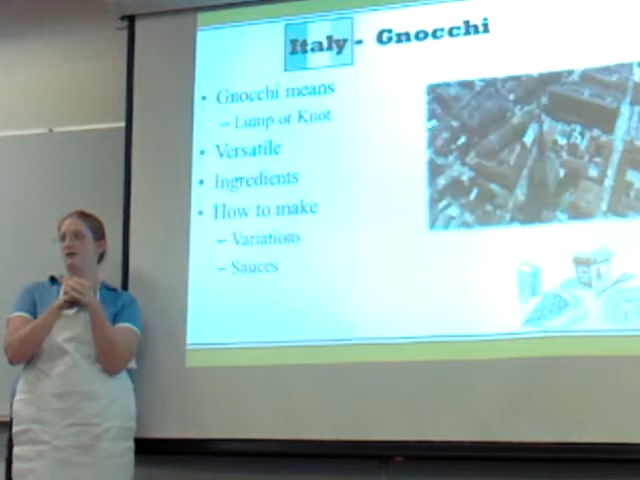 Italy - Gnocchi
• Gnocchi means
– Lump or Knot
• Versatile
• Ingredients
• How to make
– Variations
– Sauces